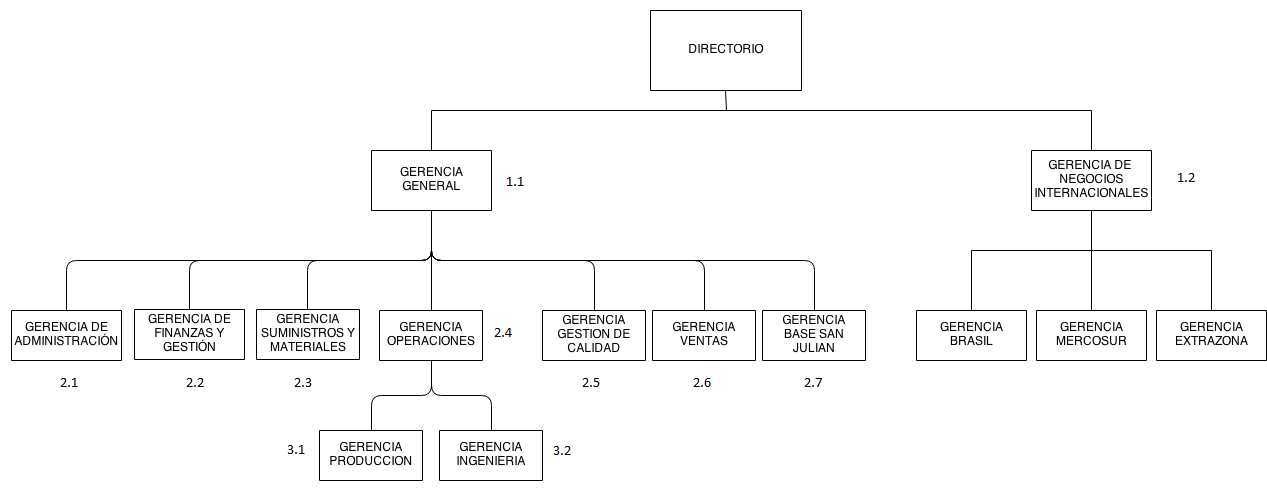 DIRECTORIO
GERENCIA
GENERAL
1.1
GERENCIA DE
NEGOCIOS
INTERNACIONALES
1.2
GERENCIA DE
ADMINISTRACIÓN
2.1
GERENCIA DE
FINANZAS Y
GESTIÓN
2.2
GERENCIA
SUMINISTROS Y
MATERIALES
2.3
GERENCIA
OPERACIONES
2.4
GERENCIA
GESTION DE
CALIDAD
2.5
GERENCIA
VENTAS
2.6
GERENCIA
BASE SAN
JULIAN
2.7
GERENCIA
BRASIL
GERENCIA
MERCOSUR
GERENCIA
EXTRAZONA
3.1
GERENCIA
PRODUCCION
GERENCIA
INGENIERIA
3.2